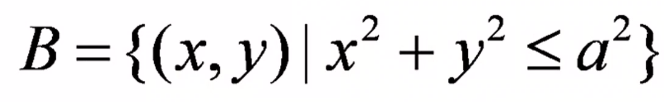 B = {(x, y) | x² + y² ≤ a²}